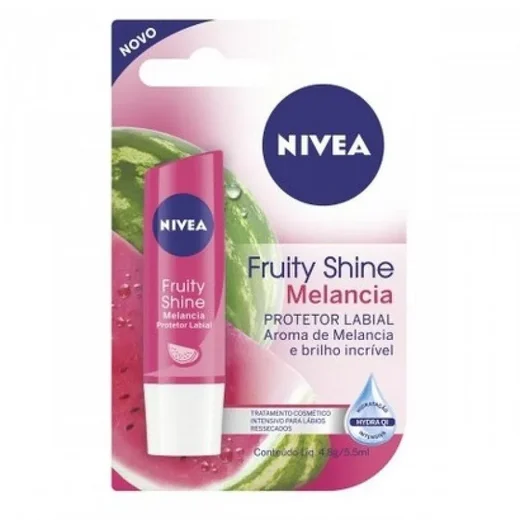 NOVO
NIVEA
NIVEA
Fruity
Shine
Melancia
Protetor Labial
Fruity Shine
Melancia
PROTETOR LABIAL
Aroma de Melancia
e brilho incrível
TRATAMENTO COSMÉTICO
INTENSIVO PARA LÁBIOS
RESSECADOS
HIDRATAÇÃO
HYDRA QI
INTENSIVA
Conteúdo Líq. 4,8g/5.5ml